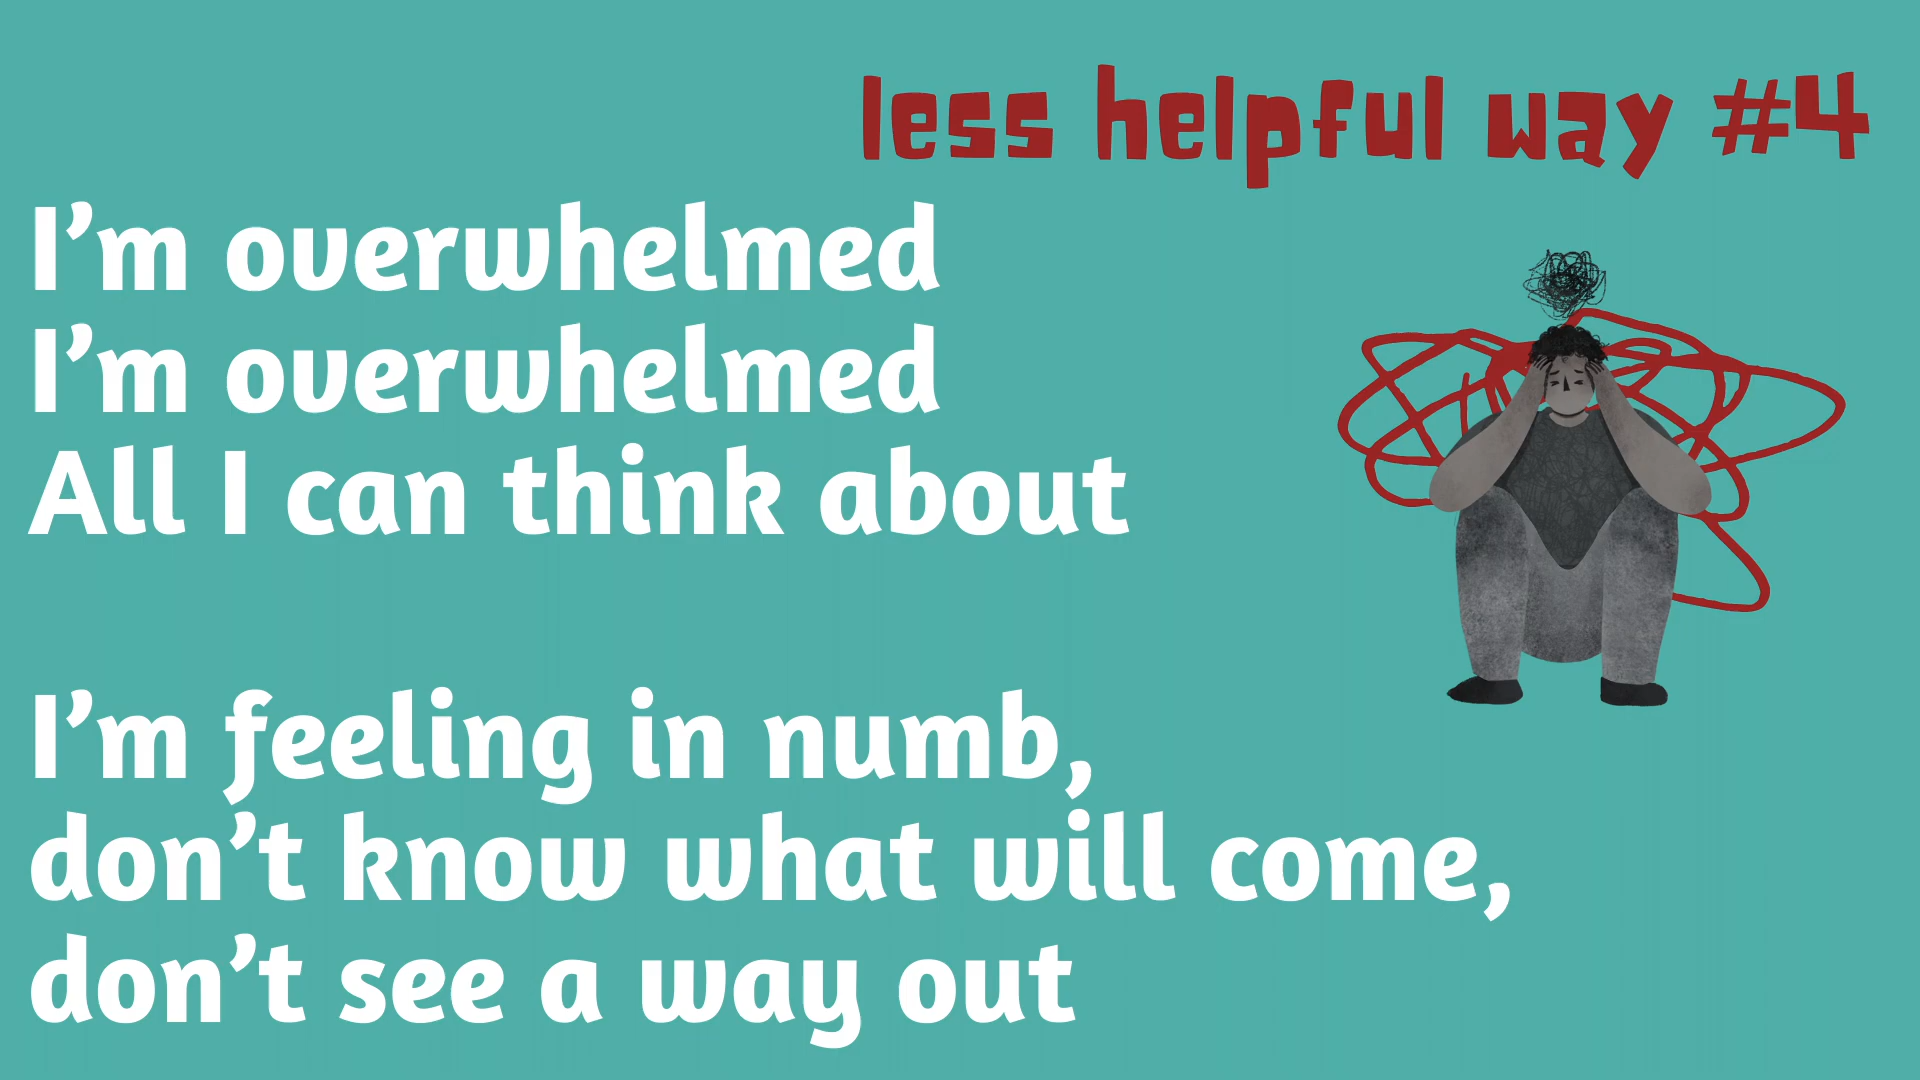 less helpful way #4
I’m overwhelmed
I’m overwhelmed
All I can think about
I’m feeling in numb,
don’t know what will come,
don’t see a way out